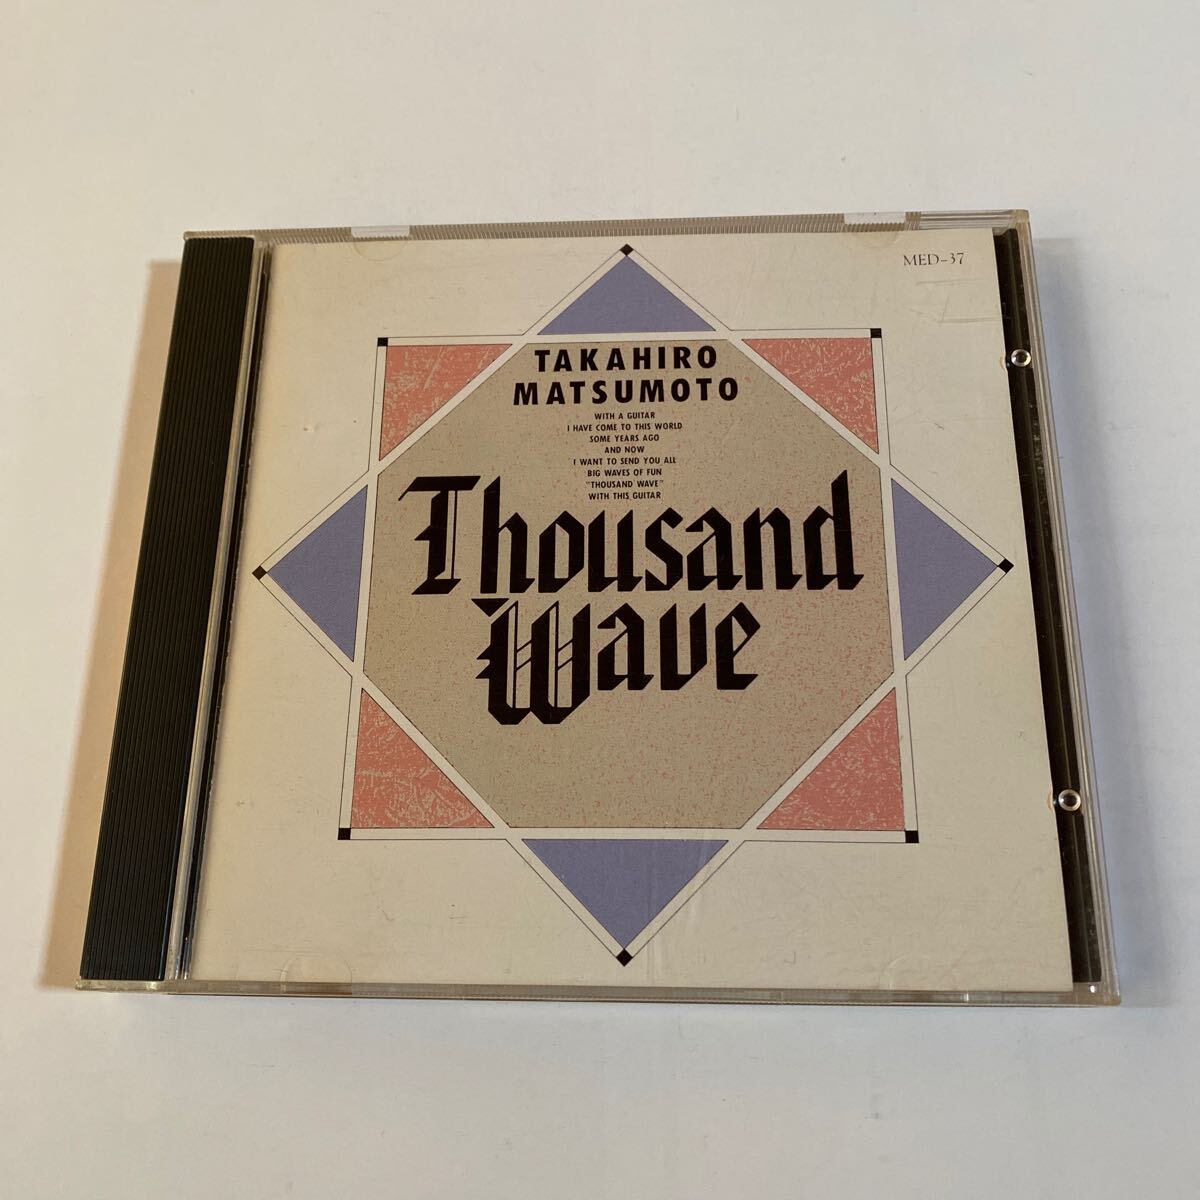 MED-37
TAKAHIRO
MATSUMOTO
WITH A GUITAR
I HAVE COME TO THIS WORLD
SOME YEARS AGO
AND NOW
I WANT TO SEND YOU ALL
BIG WAVES OF FUN
"THOUSAND WAVE"
WITH THIS GUITAR
Thousand
Wave